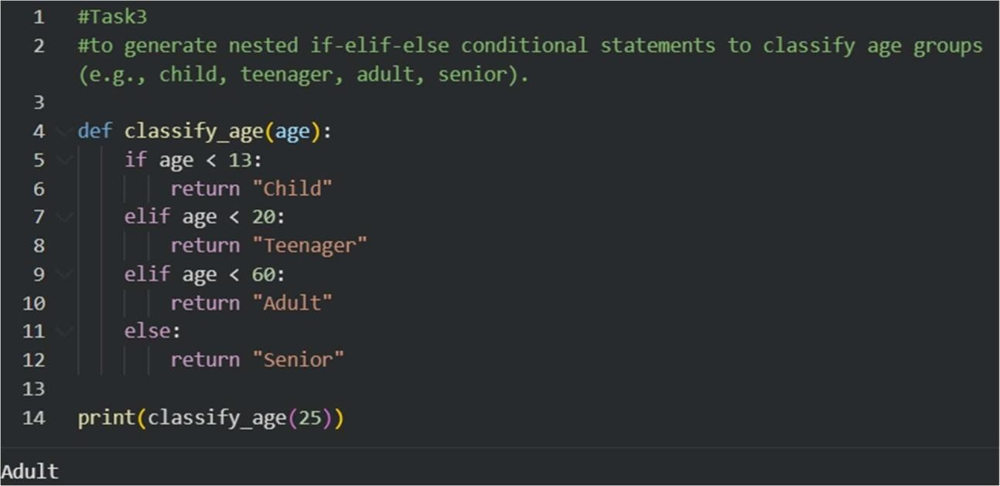 1 #Task3
2 #to generate nested if-elif-else conditional statements to classify age groups
(e.g., child, teenager, adult, senior).
3
4 def classify_age(age):
5     if age < 13:
6         return "Child"
7     elif age < 20:
8         return "Teenager"
9     elif age < 60:
10         return "Adult"
11     else:
12         return "Senior"
13
14 print(classify_age(25))
Adult